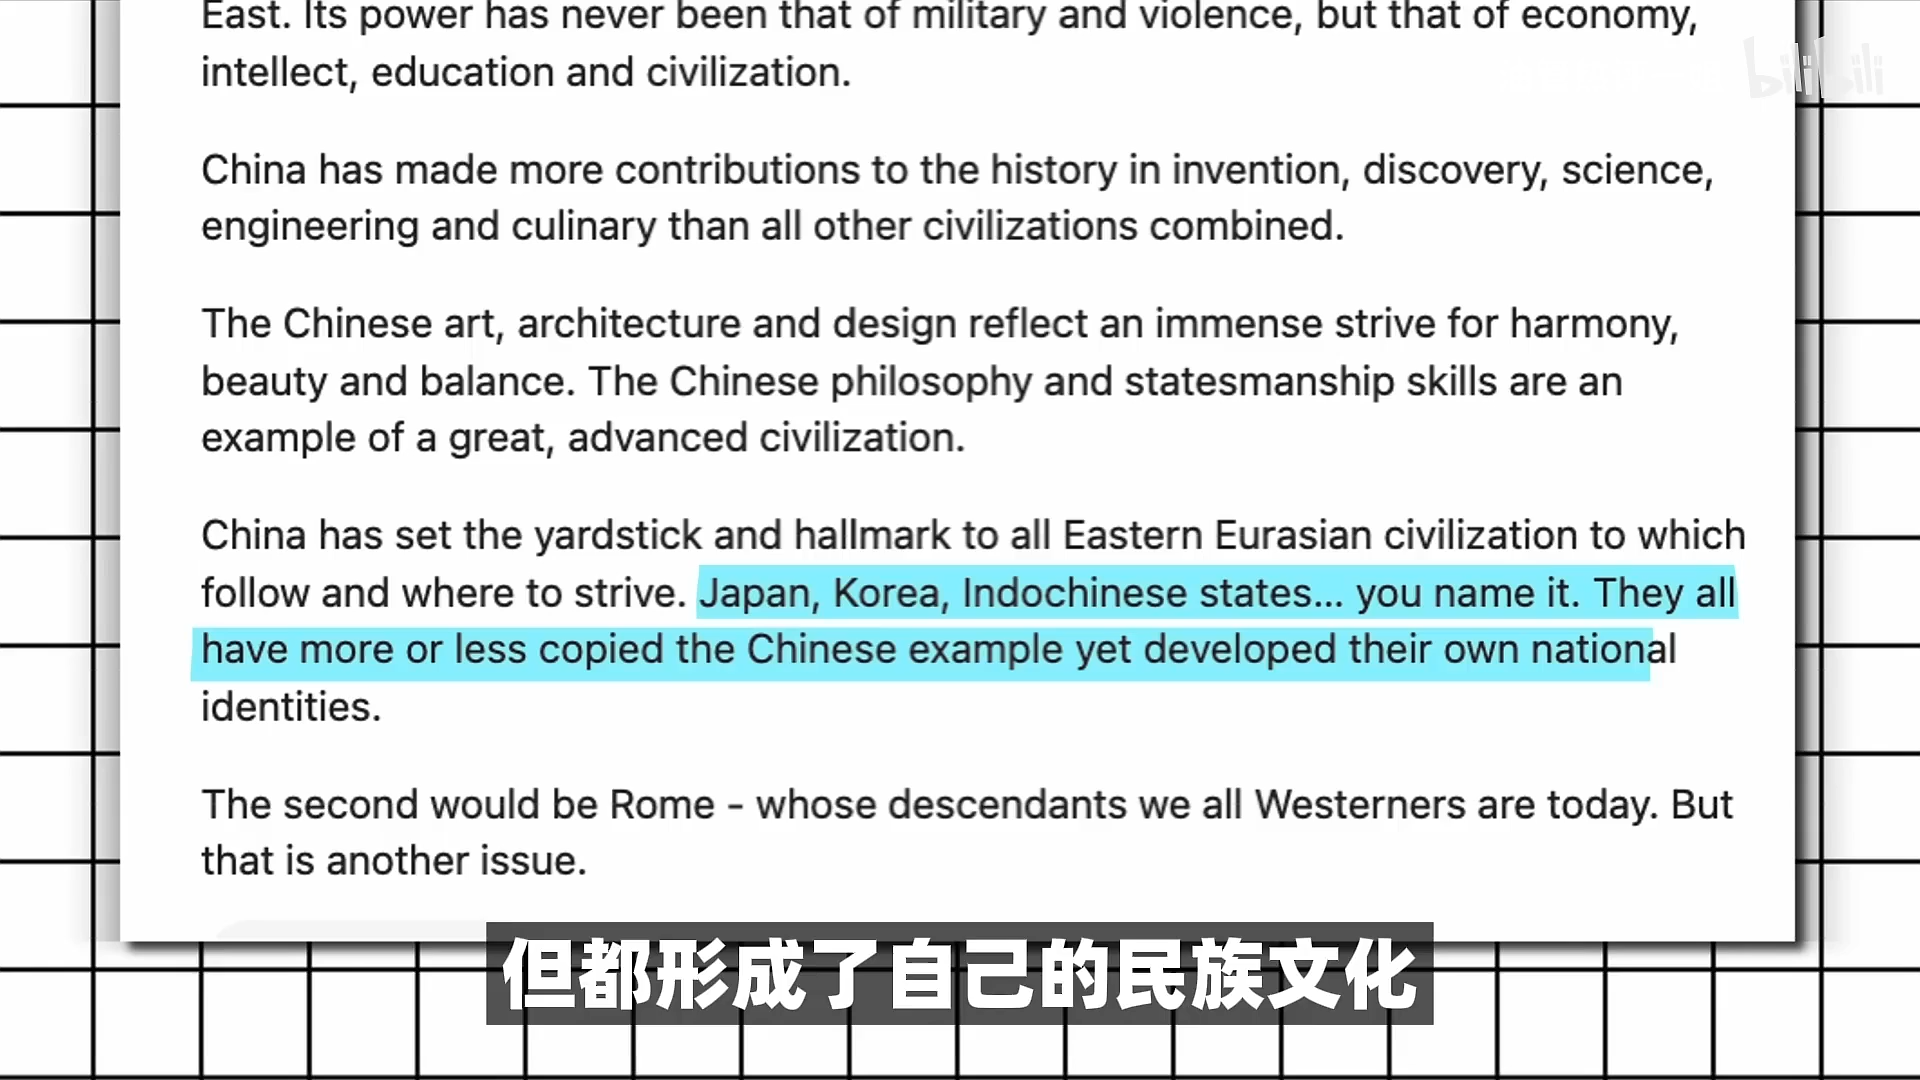 East. Its power has never been that of military and violence, but that of economy,
intellect, education and civilization.
bilibili
China has made more contributions to the history in invention, discovery, science,
engineering and culinary than all other civilizations combined.
The Chinese art, architecture and design reflect an immense strive for harmony,
beauty and balance. The Chinese philosophy and statesmanship skills are an
example of a great, advanced civilization.
China has set the yardstick and hallmark to all Eastern Eurasian civilization to which
follow and where to strive. Japan, Korea, Indochinese states... you name it. They all
have more or less copied the Chinese example yet developed their own national
identities.
The second would be Rome - whose descendants we all Westerners are today. But
that is another issue.
但都形成了自己的民族文化